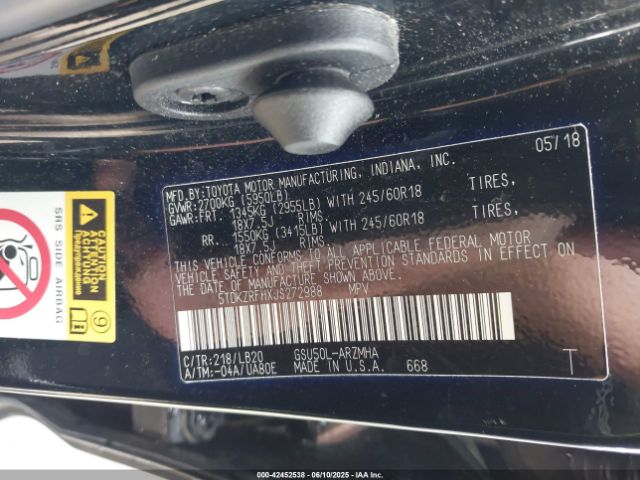 MFD.BY:TOYOTA MOTOR MANUFACTURING, INDIANA, INC. 05/18
GVWR:2700KG (5950LB)
GAWR:FRT. 1345KG (2955LB) WITH 245/60R18 TIRES,
18X7.5J RIMS
RR. 1550KG (3415LB) WITH 245/60R18 TIRES,
18X7.5J RIMS
THIS VEHICLE CONFORMS TO ALL APPLICABLE FEDERAL MOTOR
VEHICLE SAFETY AND THEFT PREVENTION STANDARDS IN EFFECT ON
THE DATE OF MANUFACTURE SHOWN ABOVE.
5TDKZRFHXJS272988 MPV
C/TR:218/LB20 GSU50L-ARZMHA
A/TM:-04A/UA80E MADE IN U.S.A. 668 T
SRS SIDE AIRBAG
9
00-42452538 - 06/10/2025 - COPYRIGHT IAA, LLC